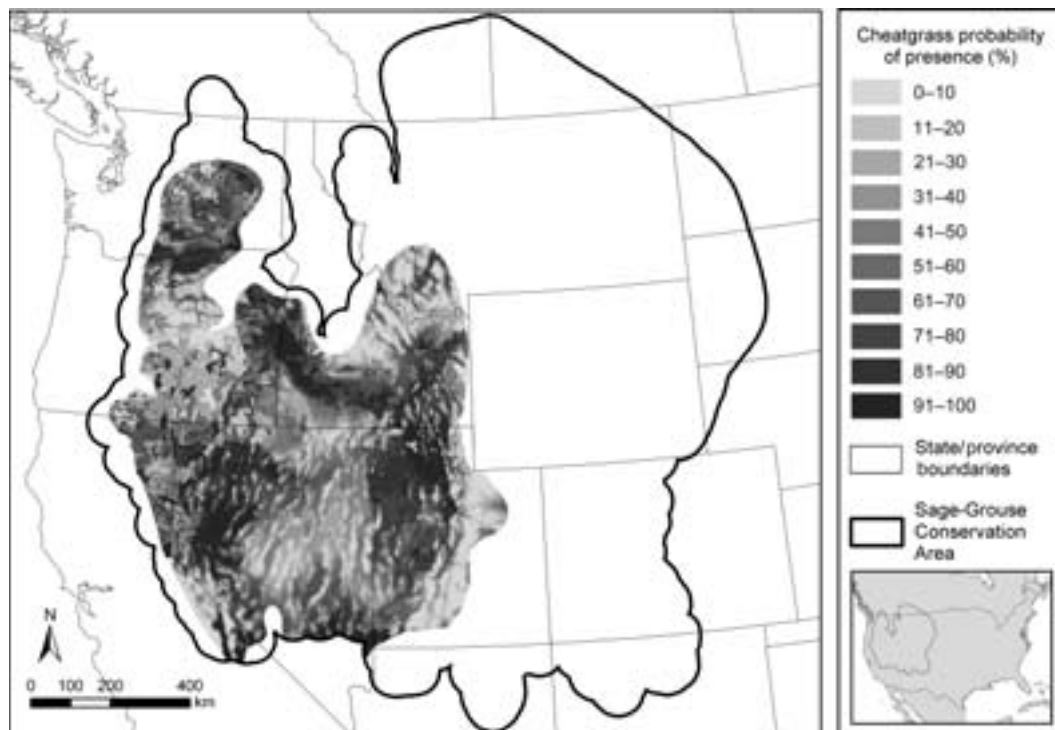 N
0 100 200 400
km
Cheatgrass probability
of presence (%)
0–10
11–20
21–30
31–40
41–50
51–60
61–70
71–80
81–90
91–100
State/province
boundaries
Sage-Grouse
Conservation
Area